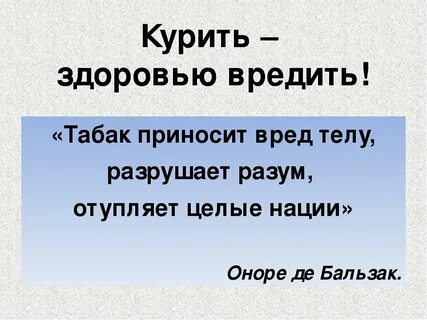 Курить –
здоровью вредить!
«Табак приносит вред телу,
разрушает разум,
отупляет целые нации»
Оноре де Бальзак.